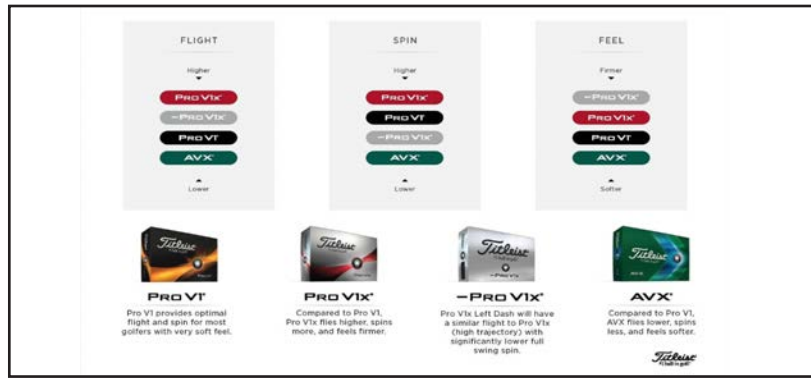 FLIGHT
Higher
PRO V1x
-PRO V1x
PRO V1
AVX
Lower
SPIN
Higher
PRO V1x
PRO V1
-PRO V1x
AVX
Lower
FEEL
Firmer
-PRO V1x
PRO V1x
PRO V1
AVX
Softer
Titleist
PRO V1
Pro V1 provides optimal
flight and spin for most
golfers with very soft feel.
Titleist
PRO V1x
Compared to Pro V1,
Pro V1x flies higher, spins
more, and feels firmer.
Titleist
-PRO V1x
-PRO V1x
Pro V1x Left Dash will have
a similar flight to Pro V1x
(high trajectory) with
significantly lower full
swing spin.
Titleist
AVX
AVX
Compared to Pro V1,
AVX flies lower, spins
less, and feels softer.
Titleist